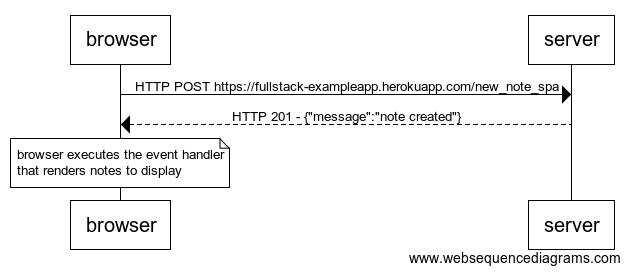 browser
server
HTTP POST https://fullstack-exampleapp.herokuapp.com/new_note_spa
HTTP 201 - {"message":"note created"}
browser executes the event handler
that renders notes to display
browser
server
www.websequencediagrams.com